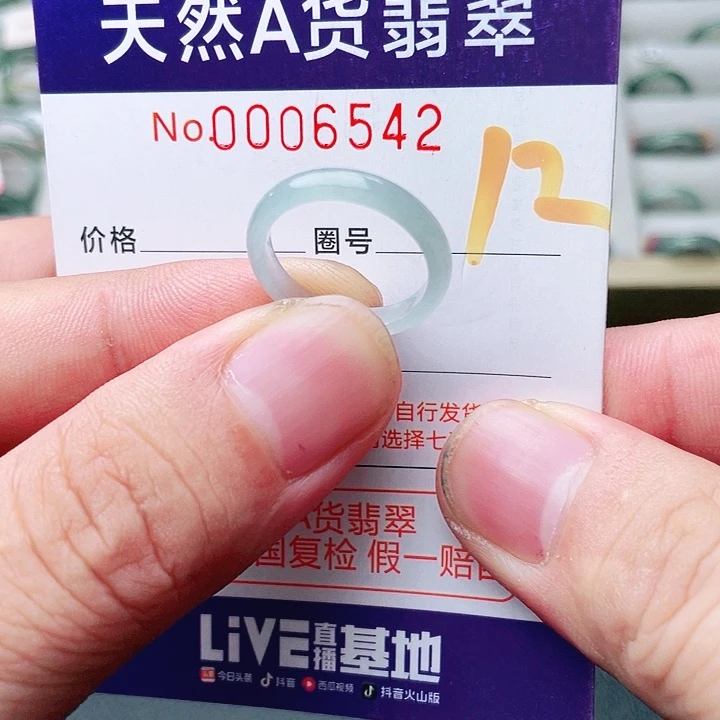 天然A货翡翠
No.0006542
12
价格 圈号
自行发货
选择七
A货翡翠
国复检 假一赔
LiVE直播基地
今日头条 抖音 西瓜视频 抖音火山版